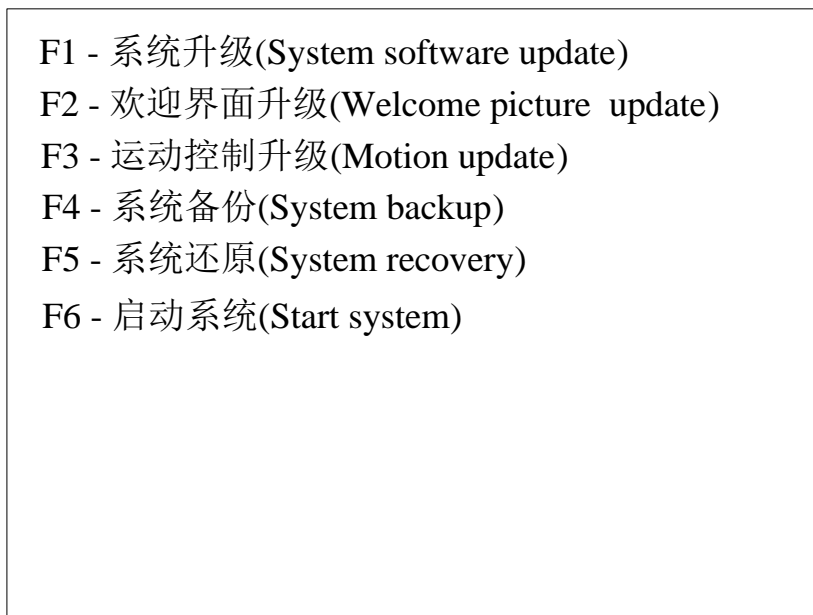 F1 - 系统升级(System software update)
F2 - 欢迎界面升级(Welcome picture update)
F3 - 运动控制升级(Motion update)
F4 - 系统备份(System backup)
F5 - 系统还原(System recovery)
F6 - 启动系统(Start system)